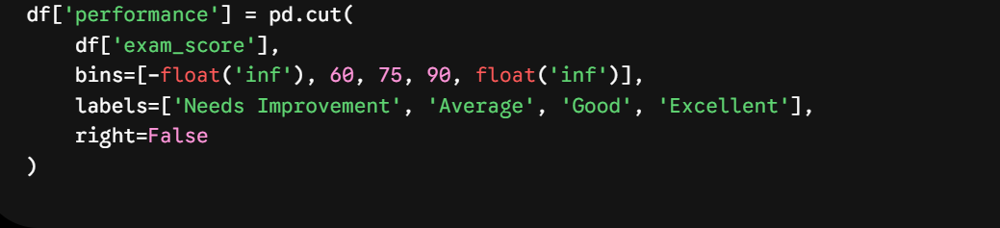 df['performance'] = pd.cut(
    df['exam_score'],
    bins=[-float('inf'), 60, 75, 90, float('inf')],
    labels=['Needs Improvement', 'Average', 'Good', 'Excellent'],
    right=False
)